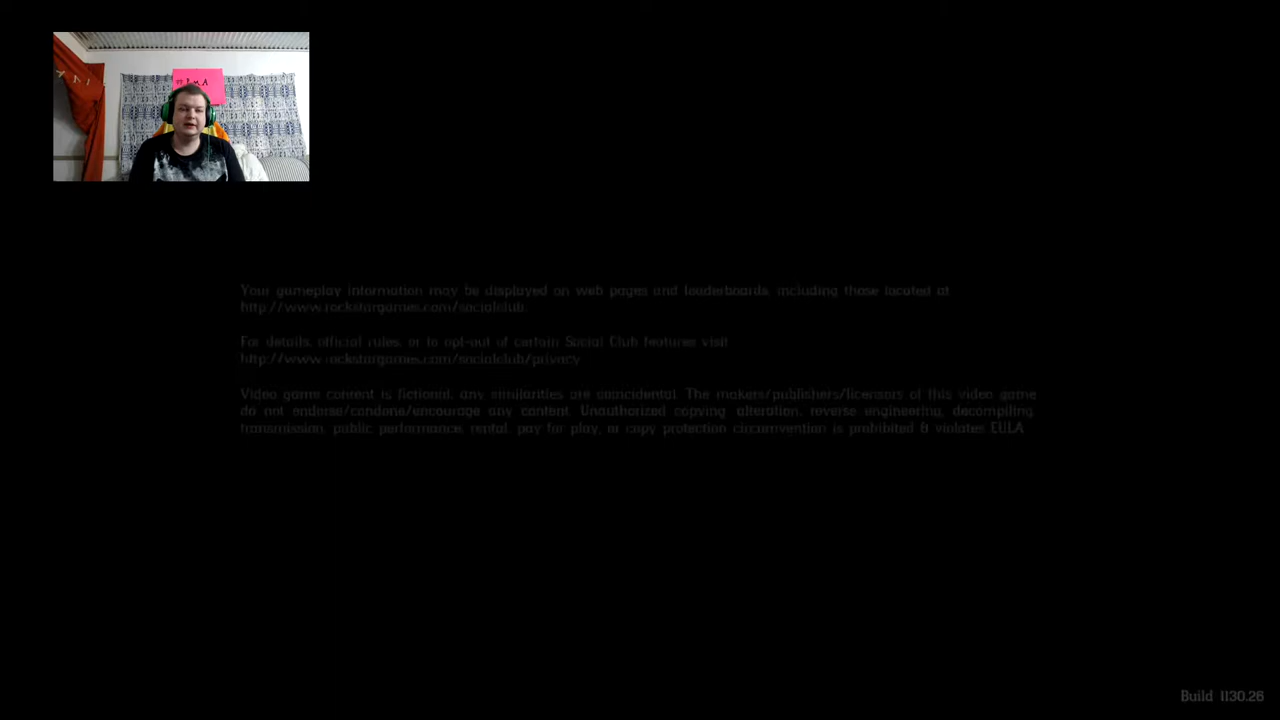 Your gameplay information may be displayed on web pages and leaderboards, including those located at
http://www.rockstargames.com/socialclub.
For details, official rules, or to opt-out of certain Social Club features visit
http://www.rockstargames.com/socialclub/privacy
Video game content is fictional, any similarities are coincidental. The makers/publishers/licensors of this video game
do not endorse/condone/encourage any content. Unauthorized copying, alteration, reverse engineering, decompiling
transmission, public performance, rental, pay for play, or copy protection circumvention is prohibited & violates EULA
Build 1130.26